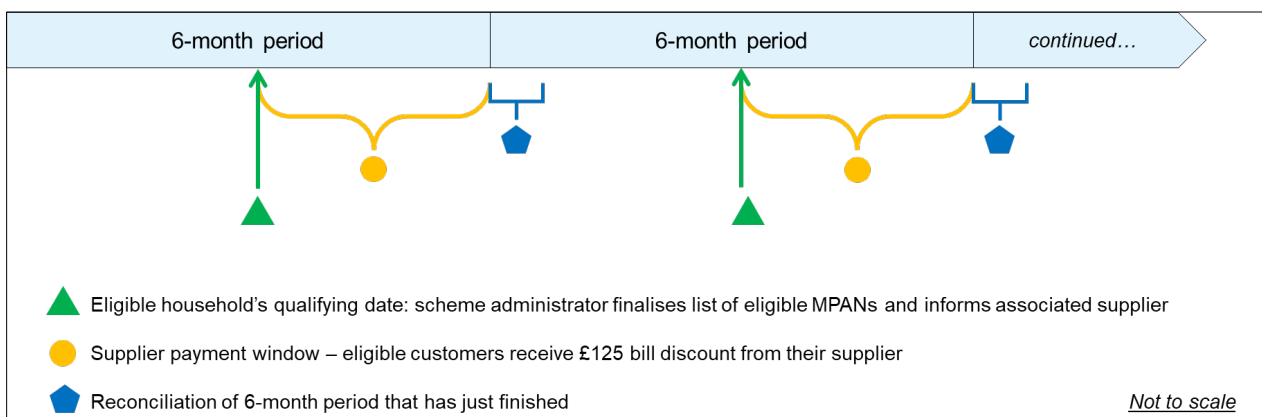 6-month period
6-month period
continued…
Eligible household's qualifying date: scheme administrator finalises list of eligible MPANs and informs associated supplier
Supplier payment window – eligible customers receive £125 bill discount from their supplier
Reconciliation of 6-month period that has just finished
Not to scale